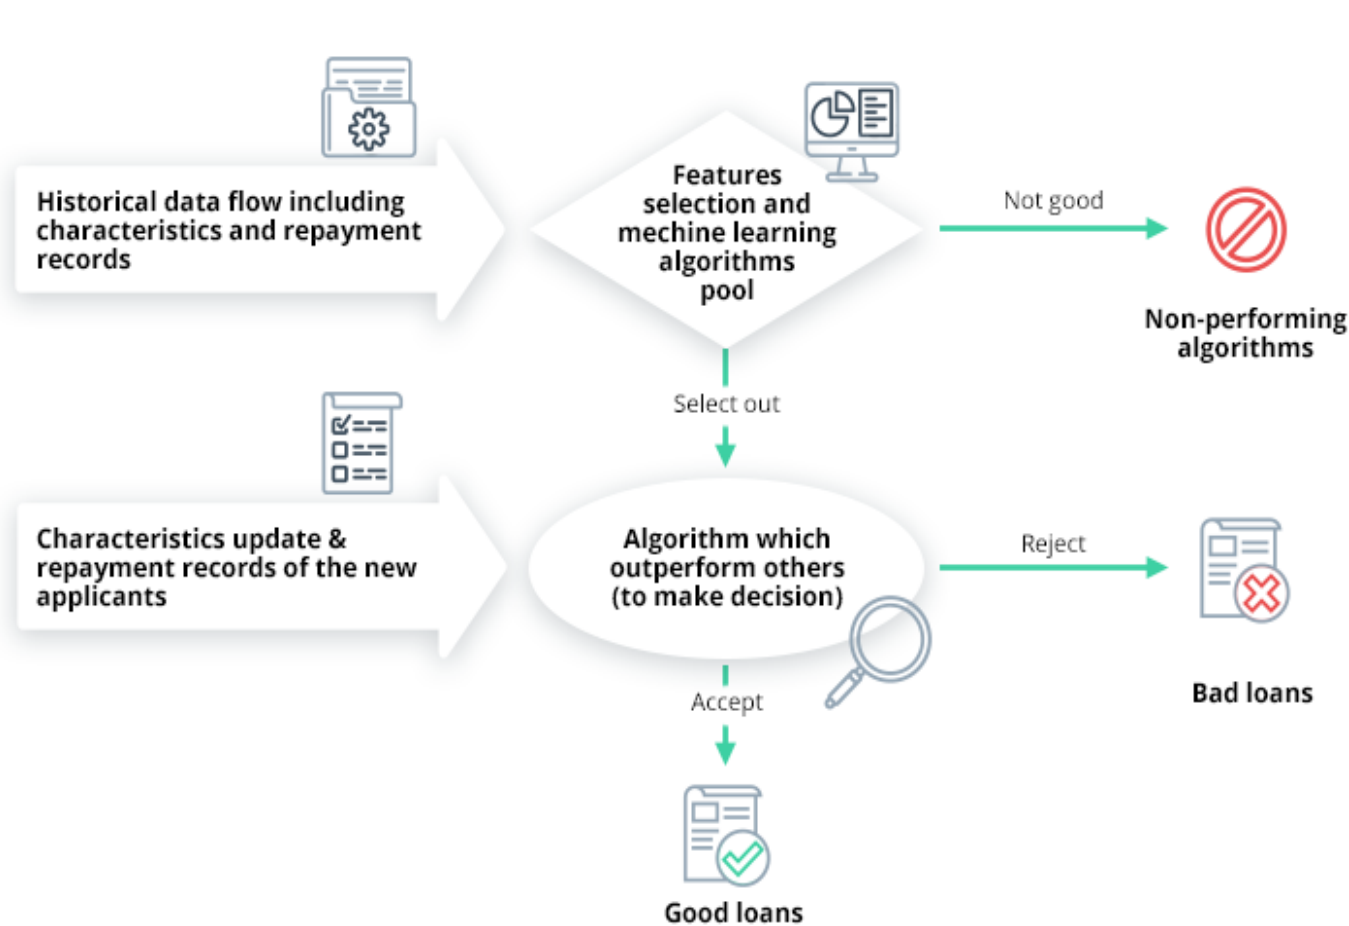 Historical data flow including
characteristics and repayment
records
Features
selection and
mechine learning
algorithms
pool
Not good
Non-performing
algorithms
Select out
Characteristics update &
repayment records of the new
applicants
Algorithm which
outperform others
(to make decision)
Reject
Bad loans
Accept
Good loans